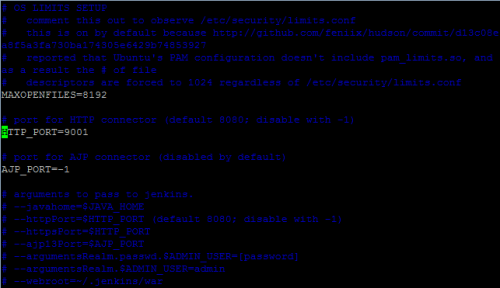 # OS LIMITS SETUP
#   comment this out to observe /etc/security/limits.conf
#   this is on by default because http://github.com/feniix/hudson/commit/d13c08e
#   reported that Ubuntu's PAM configuration doesn't include pam_limits.so, and
as a result the # of file
#   descriptors are forced to 1024 regardless of /etc/security/limits.conf
MAXOPENFILES=8192
# port for HTTP connector (default 8080; disable with -1)
HTTP_PORT=9001
# port for AJP connector (disabled by default)
AJP_PORT=-1
# arguments to pass to jenkins.
# --javahome=$JAVA_HOME
# --httpPort=$HTTP_PORT (default 8080; disable with -1)
# --httpsPort=$HTTP_PORT
# --ajp13Port=$AJP_PORT
# --argumentsRealm.passwd.$ADMIN_USER=[password]
# --argumentsRealm.$ADMIN_USER=admin
# --webroot=~/.jenkins/war